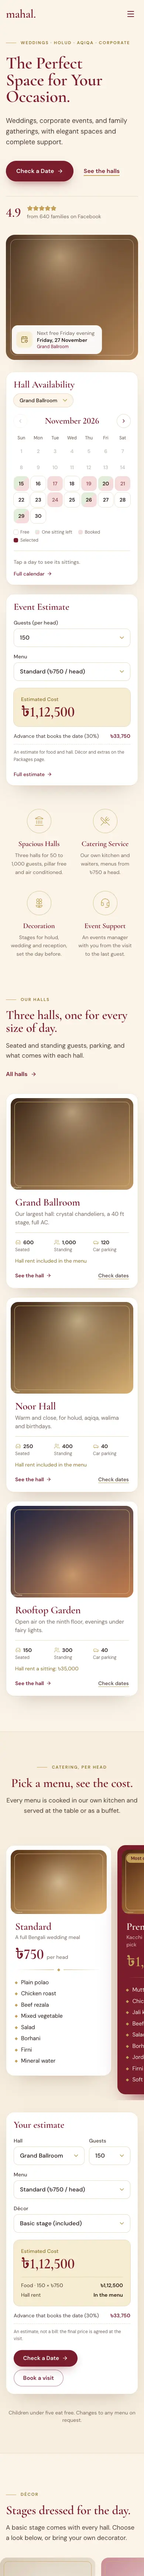 mahal.
WEDDINGS · HOLUD · AQIQA · CORPORATE
The Perfect
Space for Your
Occasion.
Weddings, corporate events, and family
gatherings, with elegant spaces and
complete support.
Check a Date →
See the halls
4.9
from 640 families on Facebook
Next free Friday evening
Friday, 27 November
Grand Ballroom
Hall Availability
Grand Ballroom
November 2026
Sun Mon Tue Wed Thu Fri Sat
1 2 3 4 5 6 7
8 9 10 11 12 13 14
15 16 17 18 19 20 21
22 23 24 25 26 27 28
29 30
Free One sitting left Booked
Selected
Tap a day to see its sittings.
Full calendar →
Event Estimate
Guests (per head)
150
Menu
Standard (৳750 / head)
Estimated Cost
৳1,12,500
Advance that books the date (30%) ৳33,750
An estimate for food and hall. Décor and extras on the
Packages page.
Full estimate →
Spacious Halls
Three halls for 50 to
1,000 guests, pillar free
and air conditioned.
Catering Service
Our own kitchen and
waiters, menus from
৳750 a head.
Decoration
Stages for holud,
wedding and reception,
set the day before.
Event Support
An events manager
with you from the visit
to the last guest.
OUR HALLS
Three halls, one for every
size of day.
Seated and standing guests, parking, and
what comes with each hall.
All halls →
Grand Ballroom
Our largest hall: crystal chandeliers, a 40-ft
stage, full AC.
600 1,000 120
Seated Standing Car parking
Hall rent included in the menu
See the hall → Check dates
Noor Hall
Warm and close, for holud, aqiqa, walima
and birthdays.
250 400 40
Seated Standing Car parking
Hall rent included in the menu
See the hall → Check dates
Rooftop Garden
Open air on the ninth floor, evenings under
fairy lights.
150 300 40
Seated Standing Car parking
Hall rent a sitting: ৳35,000
See the hall → Check dates
CATERING, PER HEAD
Pick a menu, see the cost.
Every menu is cooked in our own kitchen and
served at the table or as a buffet.
Standard
A full Bengali wedding meal
৳750 per head
Plain polao
Chicken roast
Beef rezala
Mixed vegetable
Salad
Borhani
Firni
Mineral water
Kacchi
pick
Firni
Soft
Your estimate
Hall Guests
Grand Ballroom 150
Menu
Standard (৳750 / head)
Décor
Basic stage (included)
Estimated Cost
৳1,12,500
Food · 150 × ৳750 ৳1,12,500
Hall rent In the menu
Advance that books the date (30%) ৳33,750
An estimate, not a bill: the final price is agreed at the
visit.
Check a Date →
Book a visit
Children under five eat free. Changes to any menu on
request.
DÉCOR
Stages dressed for the day.
A basic stage comes with every hall. Choose
a look below, or bring your own decorator.